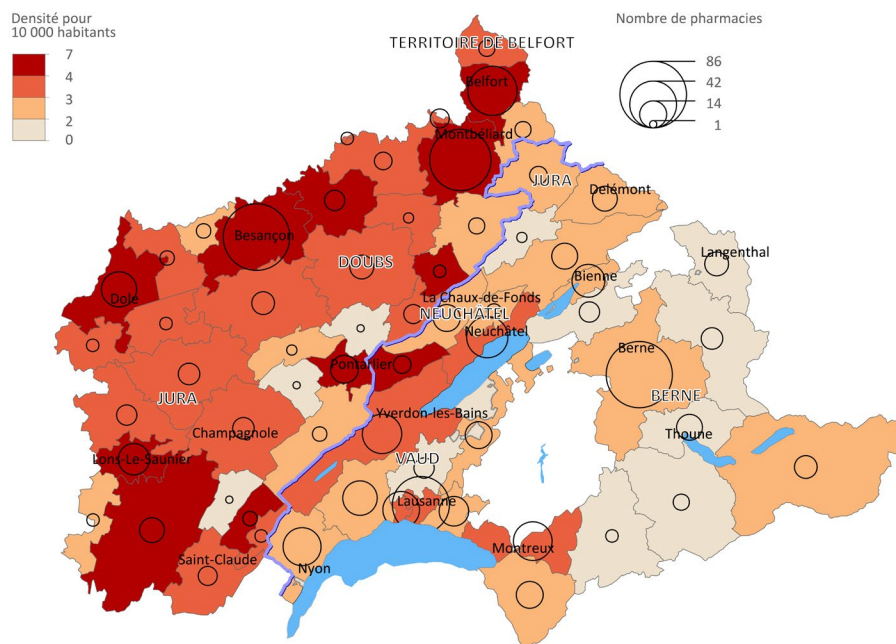 Densité pour
10 000 habitants
7
4
3
2
0
Nombre de pharmacies
86
42
14
1
TERRITOIRE DE BELFORT
Belfort
Montbéliard
JURA
Delémont
Besançon
DOUBS
Langenthal
Bienne
Dole
La Chaux-de-Fonds
NEUCHÂTEL
Neuchâtel
Berne
Pontarlier
BERNE
JURA
Yverdon-les-Bains
Champagnole
Thoune
Lons-Le-Saunier
VAUD
Lausanne
Montreux
Saint-Claude
Nyon